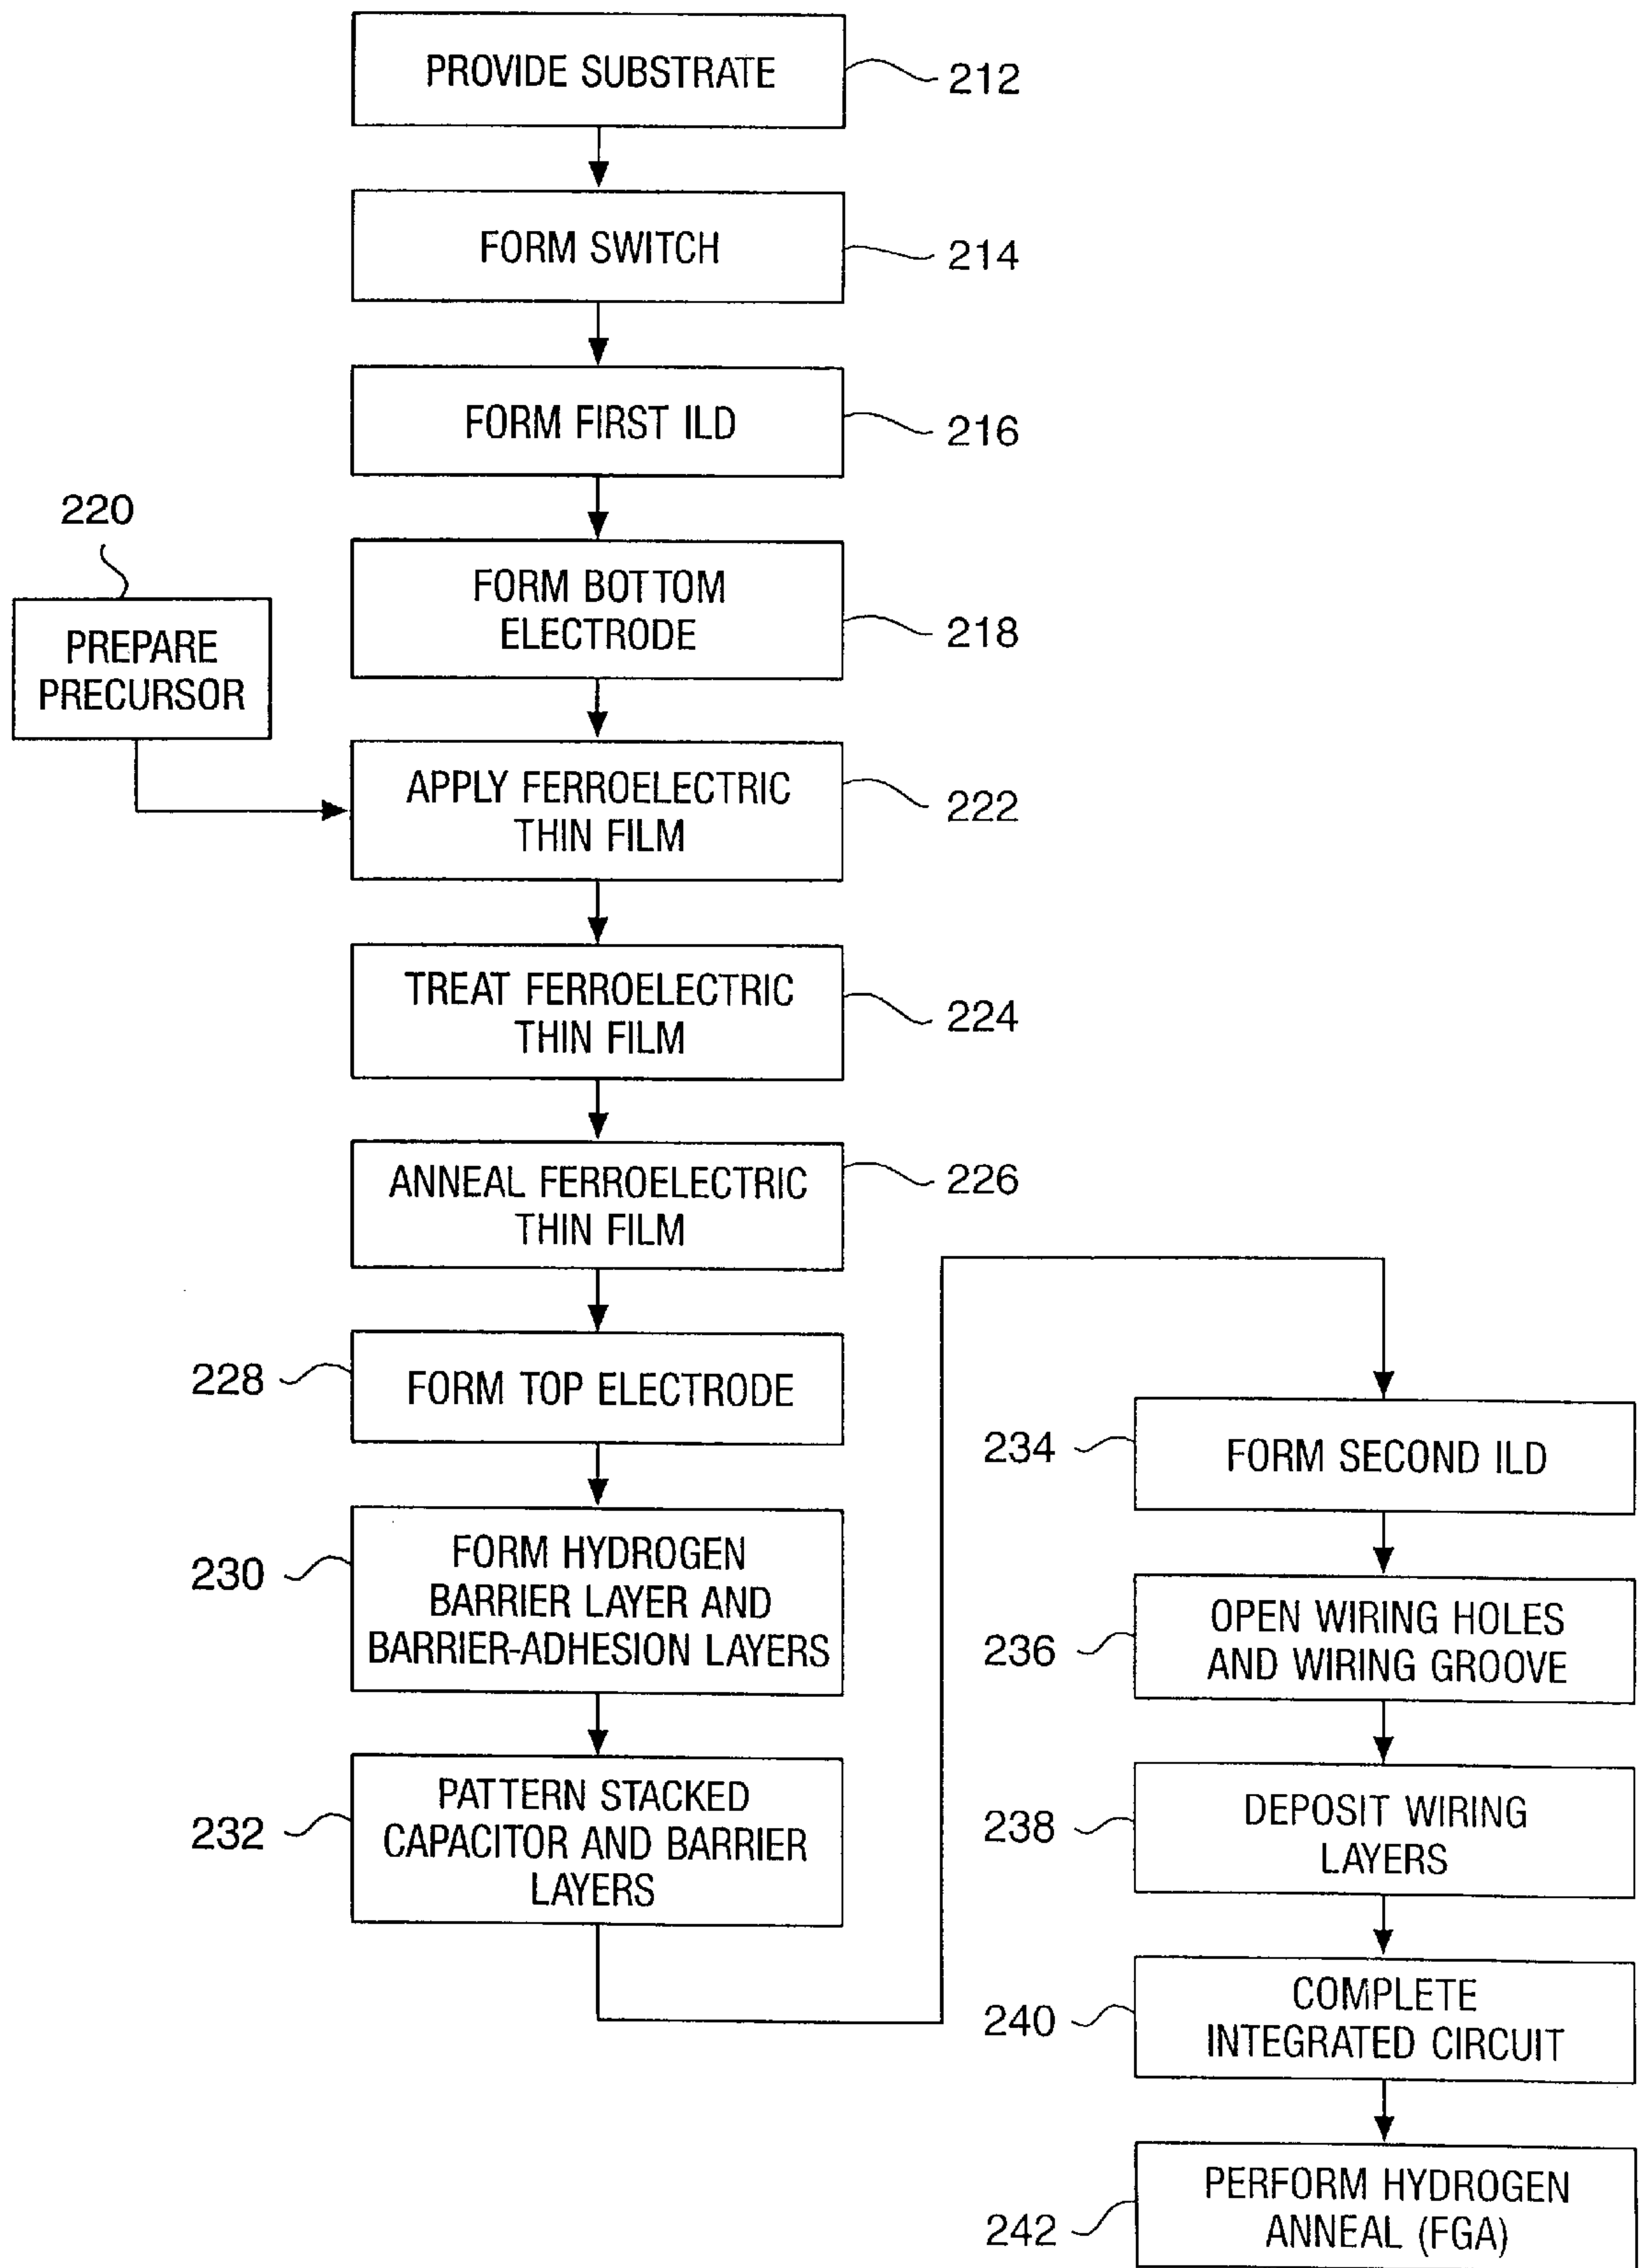 PROVIDE SUBSTRATE
212
FORM SWITCH
214
FORM FIRST ILD
216
FORM BOTTOM
ELECTRODE
218
220
PREPARE
PRECURSOR
APPLY FERROELECTRIC
THIN FILM
222
TREAT FERROELECTRIC
THIN FILM
224
ANNEAL FERROELECTRIC
THIN FILM
226
228
FORM TOP ELECTRODE
230
FORM HYDROGEN
BARRIER LAYER AND
BARRIER-ADHESION LAYERS
232
PATTERN STACKED
CAPACITOR AND BARRIER
LAYERS
234
FORM SECOND ILD
236
OPEN WIRING HOLES
AND WIRING GROOVE
238
DEPOSIT WIRING
LAYERS
240
COMPLETE
INTEGRATED CIRCUIT
242
PERFORM HYDROGEN
ANNEAL (FGA)